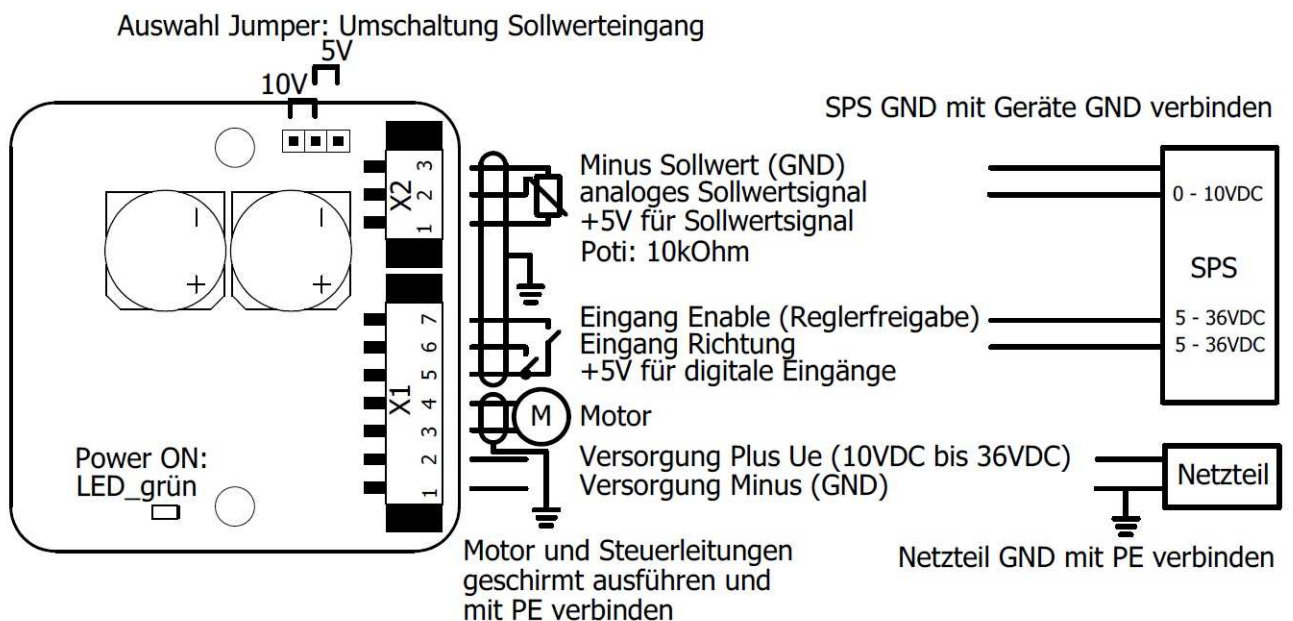 Auswahl Jumper: Umschaltung Sollwerteingang
5V
10V
SPS GND mit Geräte GND verbinden
X2
3
2
1
Minus Sollwert (GND)
analoges Sollwertsignal
+5V für Sollwertsignal
Poti: 10kOhm
0 - 10VDC
SPS
5 - 36VDC
5 - 36VDC
- -
+ +
X1
7
6
5
4
3
2
1
Eingang Enable (Reglerfreigabe)
Eingang Richtung
+5V für digitale Eingänge
M
Motor
Versorgung Plus Ue (10VDC bis 36VDC)
Versorgung Minus (GND)
Netzteil
Power ON:
LED_grün
Motor und Steuerleitungen
geschirmt ausführen und
mit PE verbinden
Netzteil GND mit PE verbinden